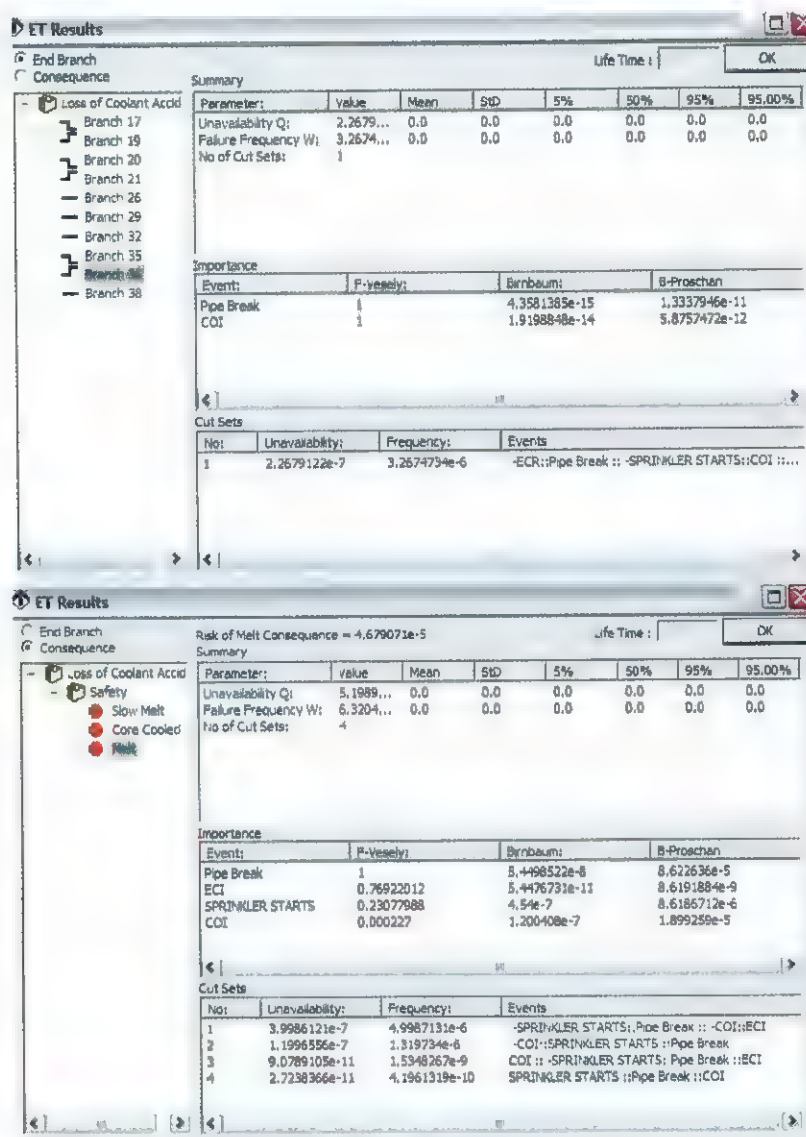 ET Results
End Branch
Consequence
Life Time :
OK
Loss of Coolant Accid
Branch 17
Branch 19
Branch 20
Branch 21
Branch 26
Branch 29
Branch 32
Branch 35
Branch 38
Summary
Parameter: Value Mean StD 5% 50% 95% 95.00%
Unavailability Q: 2.2679... 0.0 0.0 0.0 0.0 0.0 0.0
Failure Frequency W: 3.2674... 0.0 0.0 0.0 0.0 0.0 0.0
No of Cut Sets: 1
Importance
Event: F-Vesely: Birnbaum: B-Proschan
Pipe Break 1 4.3581385e-15 1.3337946e-11
COI 1 1.9198848e-14 5.8757472e-12
Cut Sets
No: Unavailability: Frequency: Events
1 2.2679122e-7 3.2674734e-6 -ECR::Pipe Break :: -SPRINKLER STARTS::COI ::...
ET Results
End Branch
Consequence
Risk of Melt Consequence = 4.679071e-5
Life Time :
OK
Loss of Coolant Accid
Safety
Slow Melt
Core Cooled
Melt
Summary
Parameter: Value Mean StD 5% 50% 95% 95.00%
Unavailability Q: 5.1989... 0.0 0.0 0.0 0.0 0.0 0.0
Failure Frequency W: 6.3204... 0.0 0.0 0.0 0.0 0.0 0.0
No of Cut Sets: 4
Importance
Event: F-Vesely: Birnbaum: B-Proschan
Pipe Break 1 5.4498522e-8 8.622636e-5
ECI 0.76922012 5.4476731e-11 8.6191884e-9
SPRINKLER STARTS 0.23077988 4.54e-7 8.6186712e-6
COI 0.000227 1.200408e-7 1.899259e-5
Cut Sets
No: Unavailability: Frequency: Events
1 3.9986121e-7 4.9987131e-6 -SPRINKLER STARTS::Pipe Break :: -COI::ECI
2 1.1996556e-7 1.319734e-6 -COI::SPRINKLER STARTS ::Pipe Break
3 9.0789105e-11 1.5348267e-9 COI :: -SPRINKLER STARTS: Pipe Break ::ECI
4 2.7238366e-11 4.1961319e-10 SPRINKLER STARTS ::Pipe Break ::COI